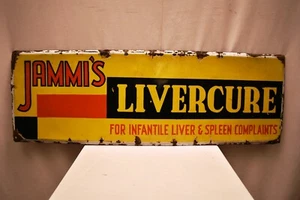 JAMMI'S
LIVERCURE
FOR INFANTILE LIVER & SPLEEN COMPLAINTS